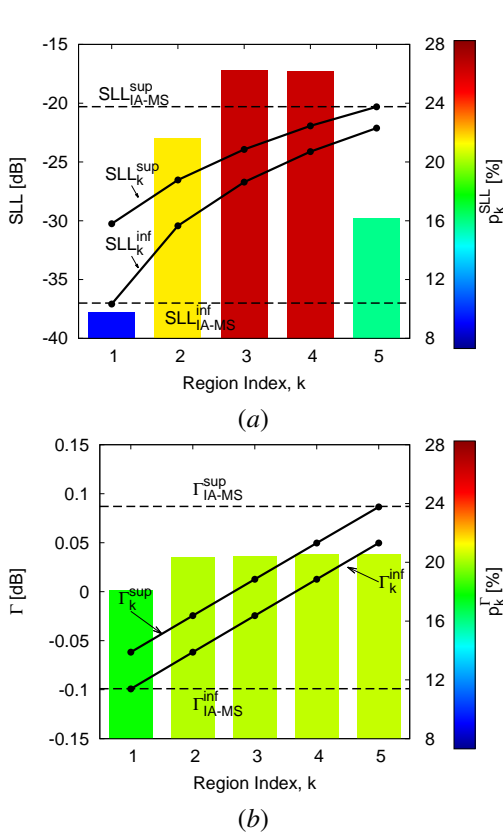 -15
-20
-25
-30
-35
-40
SLL [dB]
SLL^sup_IA-MS
SLL^sup_k
SLL^inf_k
SLL^inf_IA-MS
28
24
20
16
12
8
p^SLL_k [%]
1 2 3 4 5
Region Index, k
(a)
0.15
0.1
0.05
0
-0.05
-0.1
-0.15
Γ [dB]
Γ^sup_IA-MS
Γ^sup_k
Γ^inf_k
Γ^inf_IA-MS
28
24
20
16
12
8
p^Γ_k [%]
1 2 3 4 5
Region Index, k
(b)